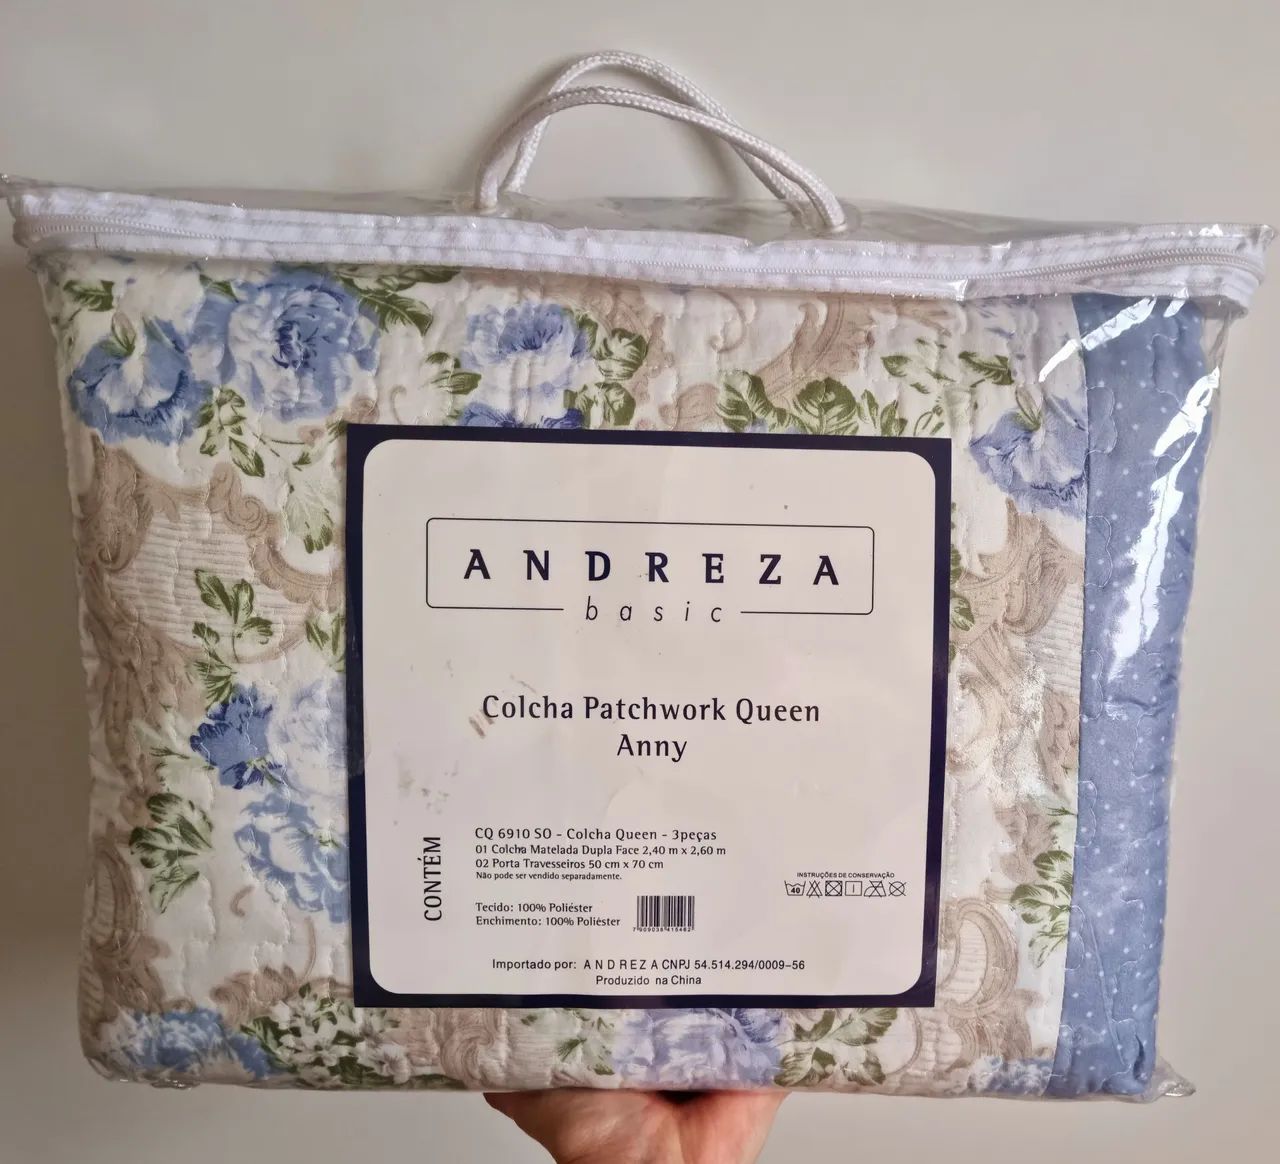 ANDREZA
basic
Colcha Patchwork Queen
Anny
CONTÉM
CQ 6910 SO - Colcha Queen - 3peças
01 Colcha Matelada Dupla Face 2,40 m x 2,60 m
02 Porta Travesseiros 50 cm x 70 cm
Não pode ser vendido separadamente.
Tecido: 100% Poliéster
Enchimento: 100% Poliéster
7909038415462
INSTRUÇÕES DE CONSERVAÇÃO
40
Importado por: ANDREZA CNPJ 54.514.294/0009-56
Produzido na China